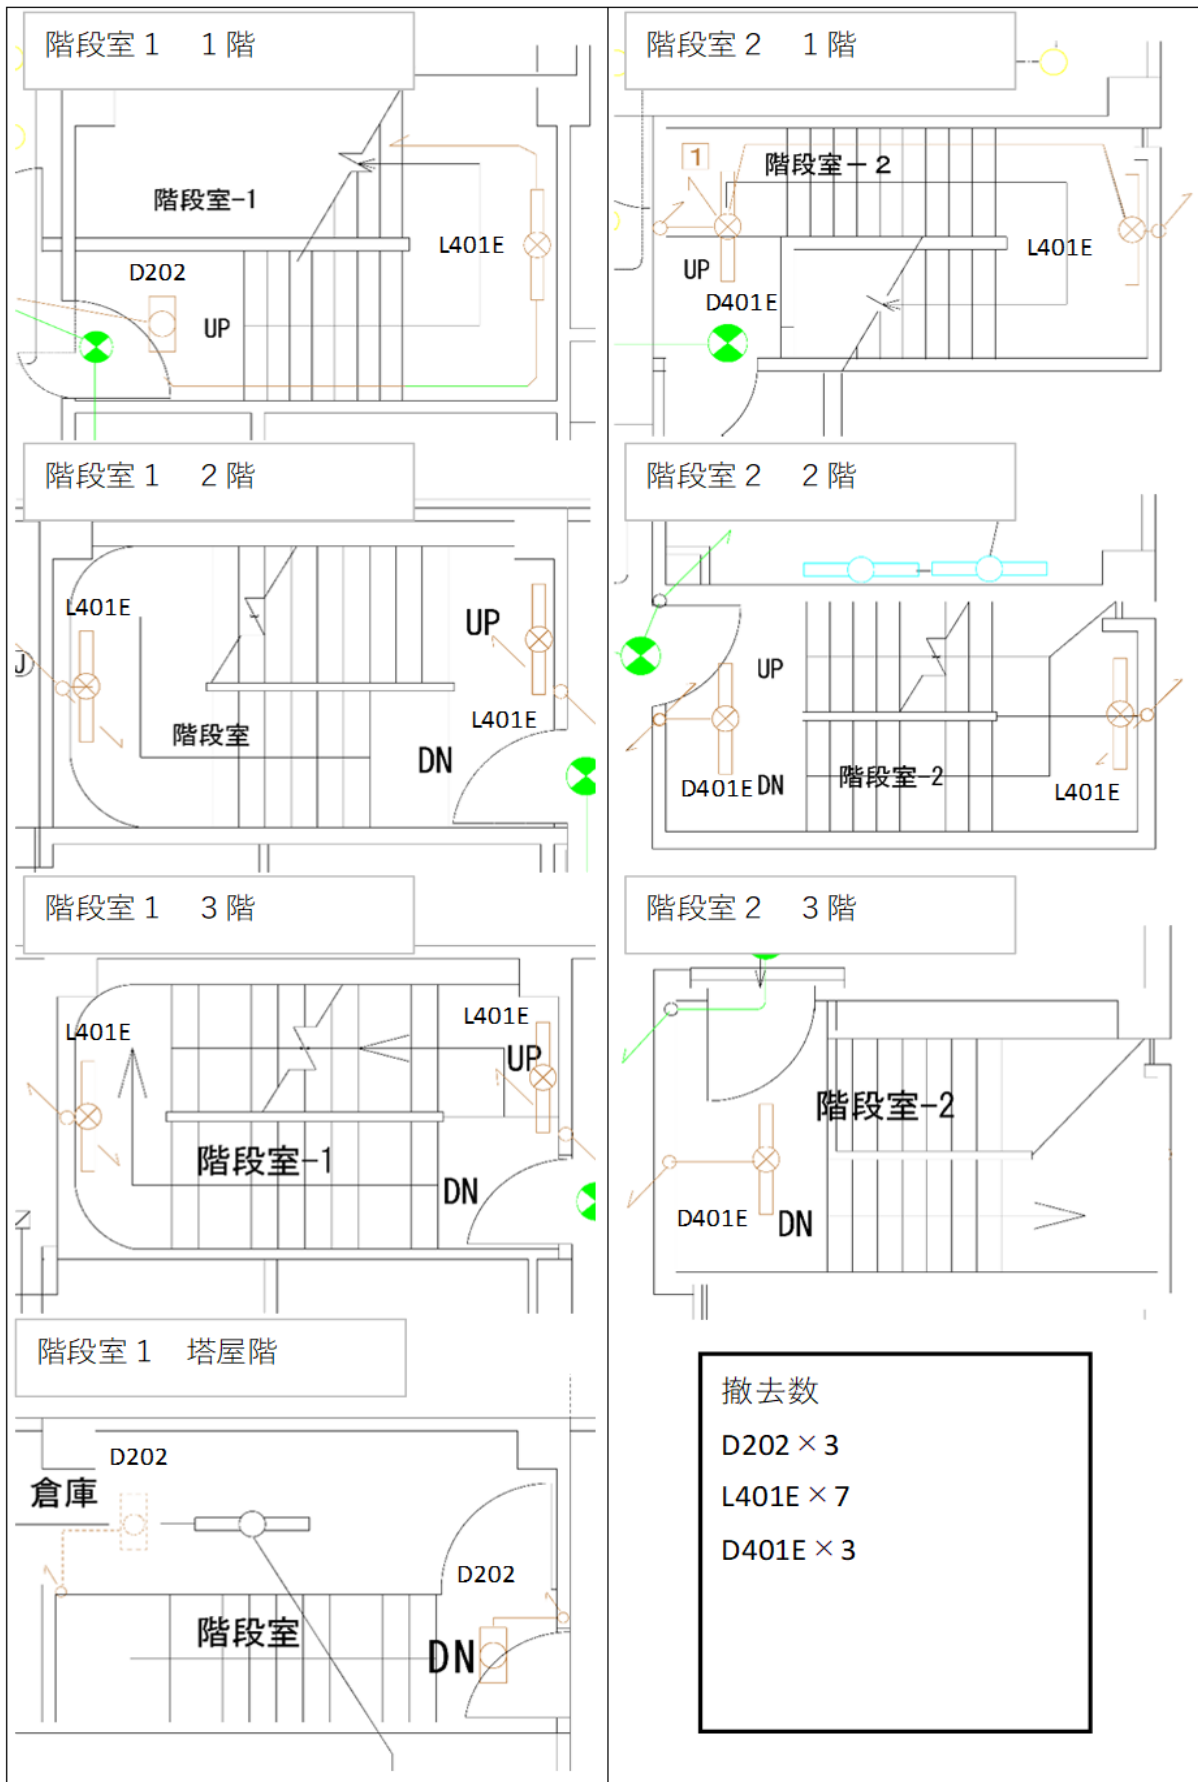 階段室１　１階
階段室-1
L401E
D202
UP
階段室１　２階
L401E
UP
L401E
階段室
DN
階段室１　３階
L401E
L401E
UP
階段室-1
DN
階段室１　塔屋階
D202
倉庫
D202
階段室
DN
階段室２　１階
1
階段室－２
L401E
UP
D401E
階段室２　２階
UP
D401E
DN
階段室-2
L401E
階段室２　３階
階段室-2
D401E
DN
撤去数
D202×3
L401E×7
D401E×3